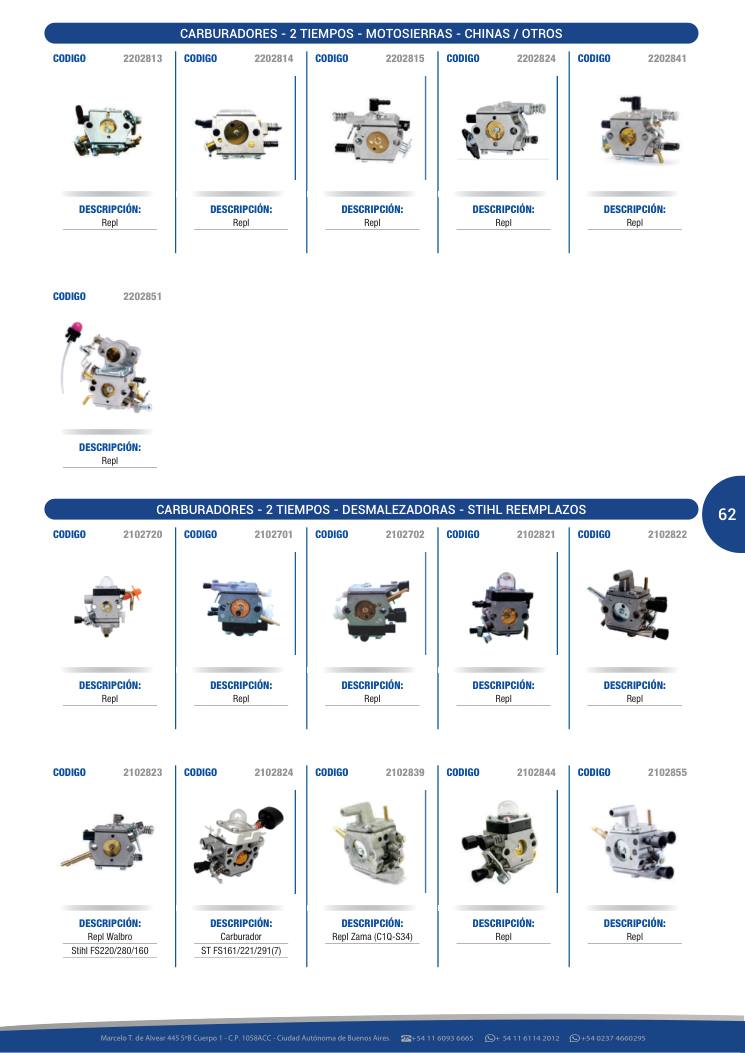 CARBURADORES - 2 TIEMPOS - MOTOSIERRAS - CHINAS / OTROS
CODIGO 2202813
DESCRIPCIÓN:
Repl
CODIGO 2202814
DESCRIPCIÓN:
Repl
CODIGO 2202815
DESCRIPCIÓN:
Repl
CODIGO 2202824
DESCRIPCIÓN:
Repl
CODIGO 2202841
DESCRIPCIÓN:
Repl
CODIGO 2202851
DESCRIPCIÓN:
Repl
CARBURADORES - 2 TIEMPOS - DESMALEZADORAS - STIHL REEMPLAZOS
62
CODIGO 2102720
DESCRIPCIÓN:
Repl
CODIGO 2102701
DESCRIPCIÓN:
Repl
CODIGO 2102702
DESCRIPCIÓN:
Repl
CODIGO 2102821
DESCRIPCIÓN:
Repl
CODIGO 2102822
DESCRIPCIÓN:
Repl
CODIGO 2102823
DESCRIPCIÓN:
Repl Walbro
Stihl FS220/280/160
CODIGO 2102824
DESCRIPCIÓN:
Carburador
ST FS161/221/291(7)
CODIGO 2102839
DESCRIPCIÓN:
Repl Zama (C1Q-S34)
CODIGO 2102844
DESCRIPCIÓN:
Repl
CODIGO 2102855
DESCRIPCIÓN:
Repl
Marcelo T. de Alvear 445 5ºB Cuerpo 1 - C.P. 1058ACC - Ciudad Autónoma de Buenos Aires +54 11 6093 6665 + 54 11 6114 2012 +54 0237 4660295